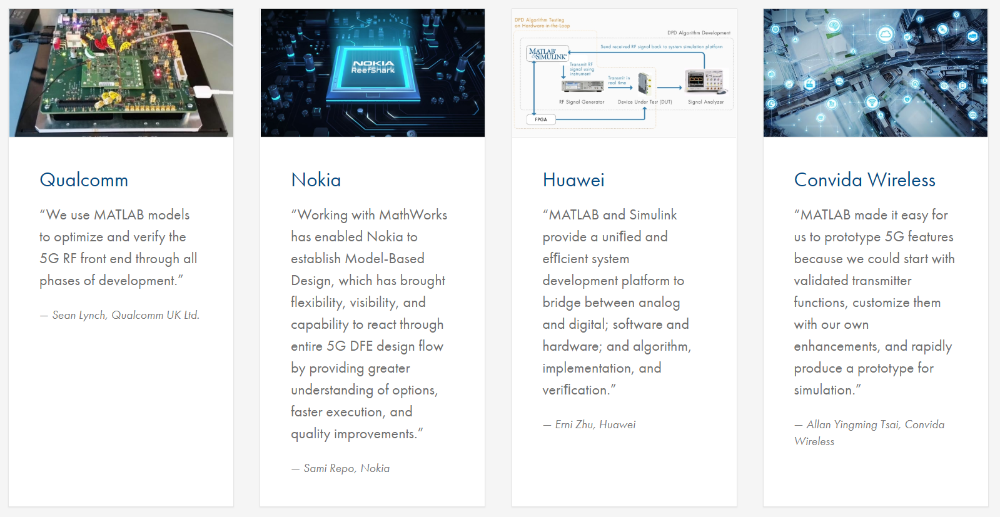 NOKIA
ReefShark
DPD Algorithm Testing
on Hardware-in-the-Loop
DPD Algorithm Development
Send received RF signal back to system simulation platform
MATLAB®
&SIMULINK®
Transmit RF
signal using
instrument
Transmit in
real time
RF Signal Generator
Device Under Test (DUT)
Signal Analyzer
FPGA
Qualcomm
“We use MATLAB models
to optimize and verify the
5G RF front end through all
phases of development.”
— Sean Lynch, Qualcomm UK Ltd.
Nokia
“Working with MathWorks
has enabled Nokia to
establish Model-Based
Design, which has brought
flexibility, visibility, and
capability to react through
entire 5G DFE design flow
by providing greater
understanding of options,
faster execution, and
quality improvements.”
— Sami Repo, Nokia
Huawei
“MATLAB and Simulink
provide a unified and
efficient system
development platform to
bridge between analog
and digital; software and
hardware; and algorithm,
implementation, and
verification.”
— Erni Zhu, Huawei
Convida Wireless
“MATLAB made it easy for
us to prototype 5G features
because we could start with
validated transmitter
functions, customize them
with our own
enhancements, and rapidly
produce a prototype for
simulation.”
— Allan Yingming Tsai, Convida
Wireless